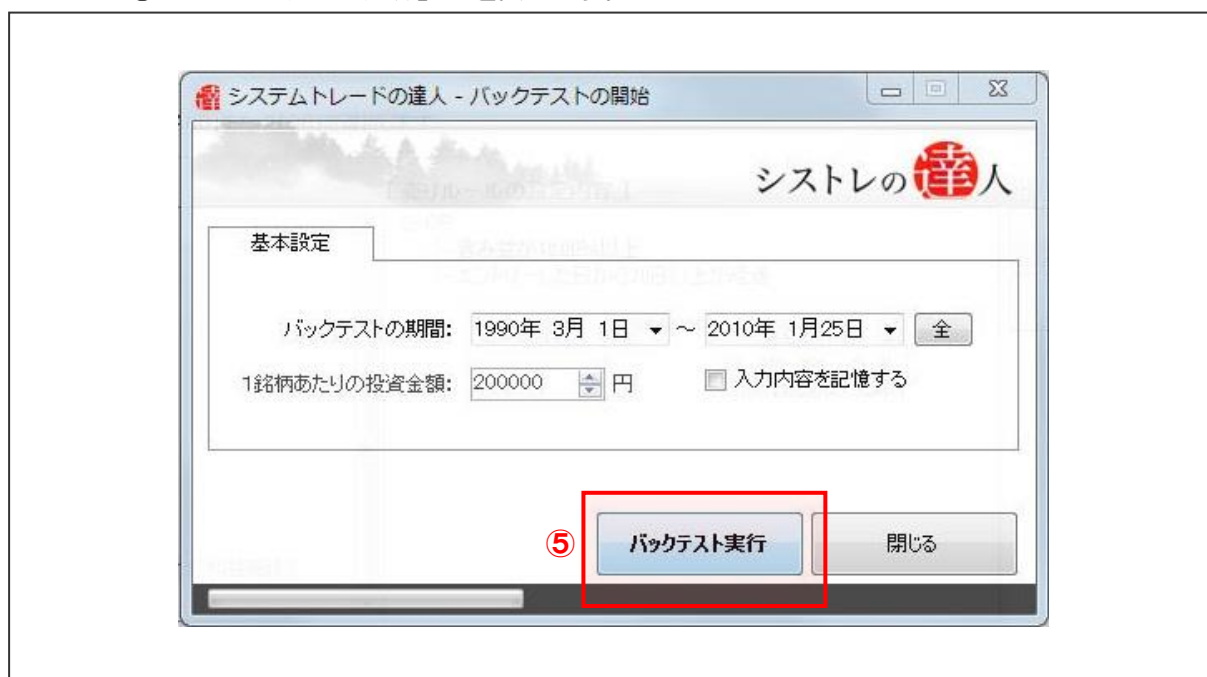 システムトレードの達人 - バックテストの開始
シストレの達人
基本設定
バックテストの期間: 1990年 3月 1日 ~ 2010年 1月25日 全
1銘柄あたりの投資金額: 200000 円 入力内容を記憶する
⑤ バックテスト実行 閉じる